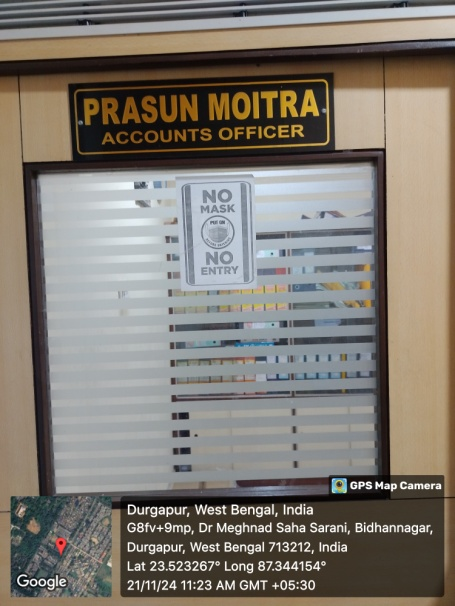 PRASUN MOITRA
ACCOUNTS OFFICER
NO
MASK
NO
ENTRY
GPS Map Camera
Durgapur, West Bengal, India
G8fv+9mp, Dr Meghnad Saha Sarani, Bidhannagar,
Durgapur, West Bengal 713212, India
Lat 23.523267° Long 87.344154°
21/11/24 11:23 AM GMT +05:30
Google